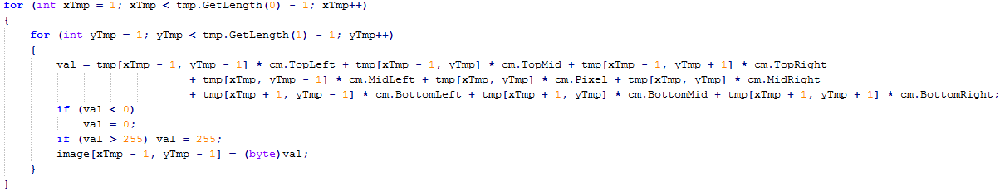 for (int xTmp = 1; xTmp < tmp.GetLength(0) - 1; xTmp++)
{
    for (int yTmp = 1; yTmp < tmp.GetLength(1) - 1; yTmp++)
    {
        val = tmp[xTmp - 1, yTmp - 1] * cm.TopLeft + tmp[xTmp - 1, yTmp] * cm.TopMid + tmp[xTmp - 1, yTmp + 1] * cm.TopRight
                            + tmp[xTmp, yTmp - 1] * cm.MidLeft + tmp[xTmp, yTmp] * cm.Pixel + tmp[xTmp, yTmp] * cm.MidRight
                            + tmp[xTmp + 1, yTmp - 1] * cm.BottomLeft + tmp[xTmp + 1, yTmp] * cm.BottomMid + tmp[xTmp + 1, yTmp + 1] * cm.BottomRight;
        if (val < 0)
            val = 0;
        if (val > 255) val = 255;
        image[xTmp - 1, yTmp - 1] = (byte)val;
    }
}